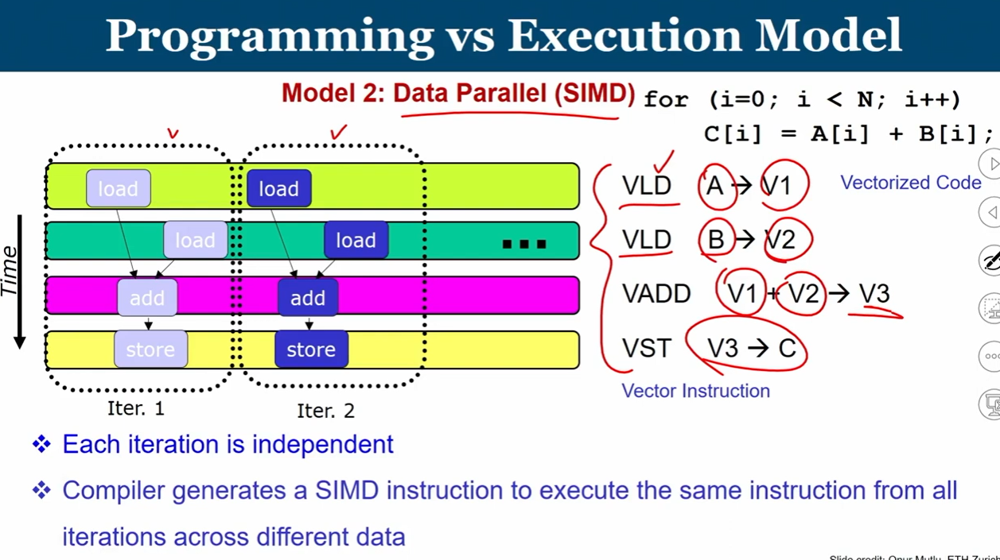 Programming vs Execution Model
Model 2: Data Parallel (SIMD)
for (i=0; i < N; i++)
C[i] = A[i] + B[i];
load load
load load
add add
store store
Time
Iter. 1
Iter. 2
VLD A → V1
Vectorized Code
VLD B → V2
VADD V1 + V2 → V3
VST V3 → C
Vector Instruction
❖ Each iteration is independent
❖ Compiler generates a SIMD instruction to execute the same instruction from all
iterations across different data
Slide credit: Onur Mutlu, ETH Zurich